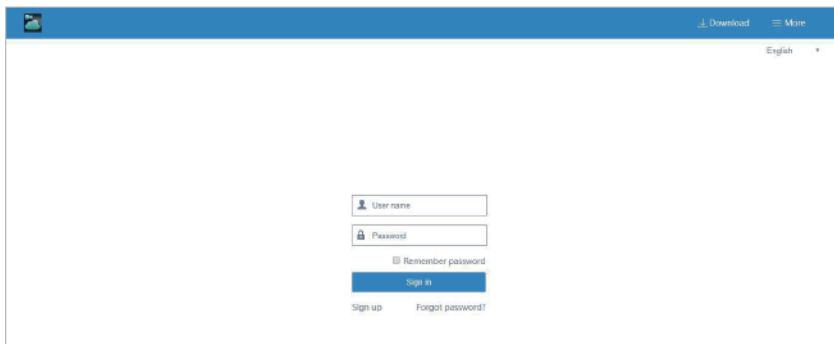 Download More
English
User name
Password
Remember password
Sign in
Sign up Forgot password?